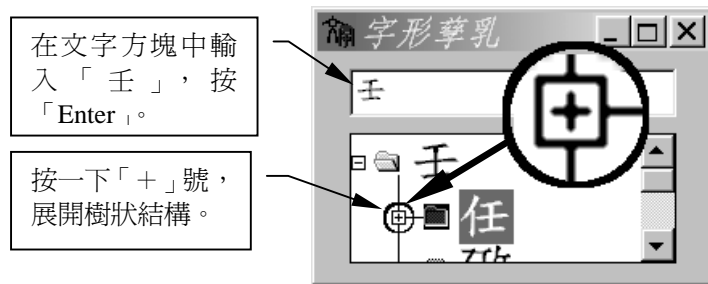 在文字方塊中輸
入「壬」，按
「Enter」。
按一下「＋」號，
展開樹狀結構。
字形孳乳
壬
壬
任